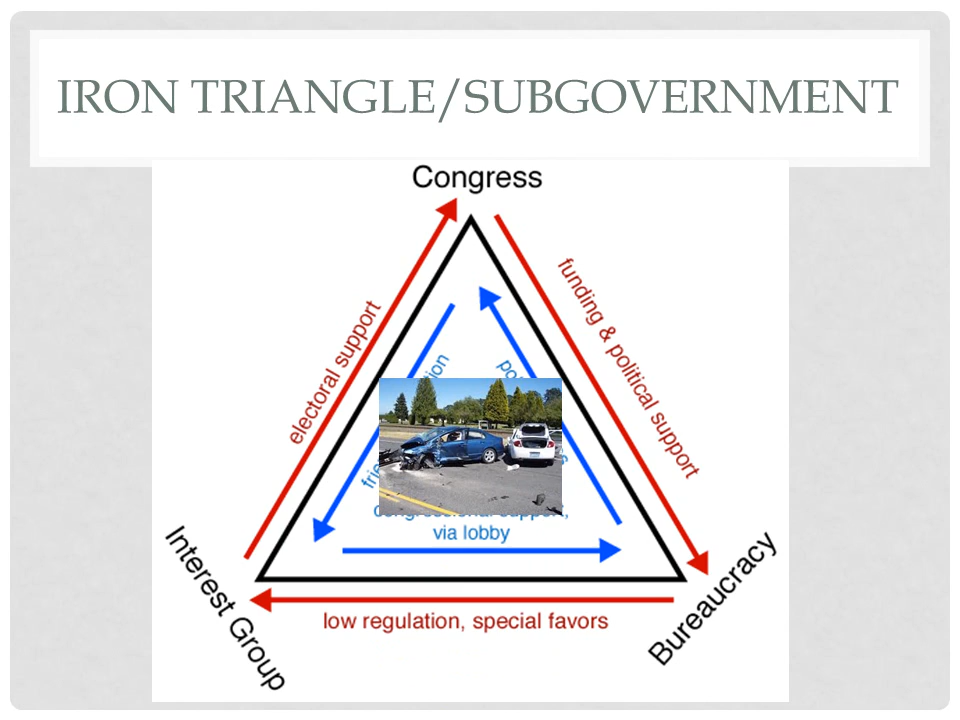 IRON TRIANGLE/SUBGOVERNMENT
Congress
electoral support
funding & political support
via lobby
low regulation, special favors
Interest Group
Bureaucracy